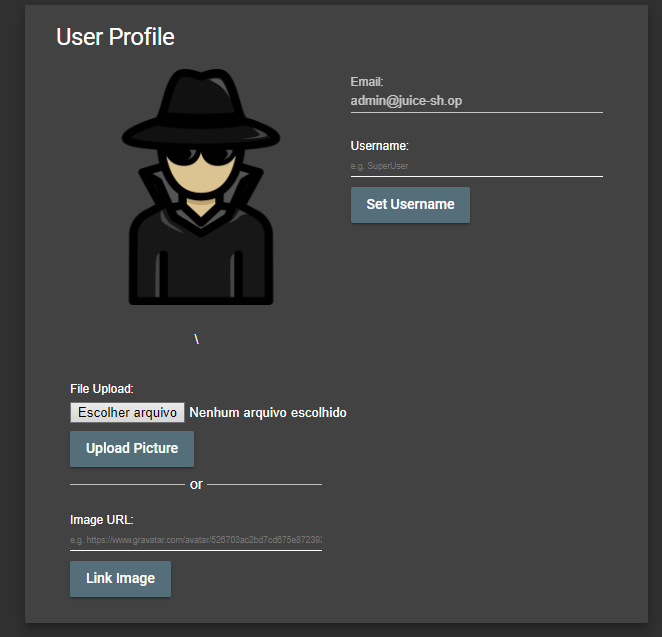 User Profile
Email:
admin@juice-sh.op
Username:
e.g. SuperUser
Set Username
\
File Upload:
Escolher arquivo Nenhum arquivo escolhido
Upload Picture
or
Image URL:
e.g. https://www.gravatar.com/avatar/526703ac2bd7cd675e872393
Link Image